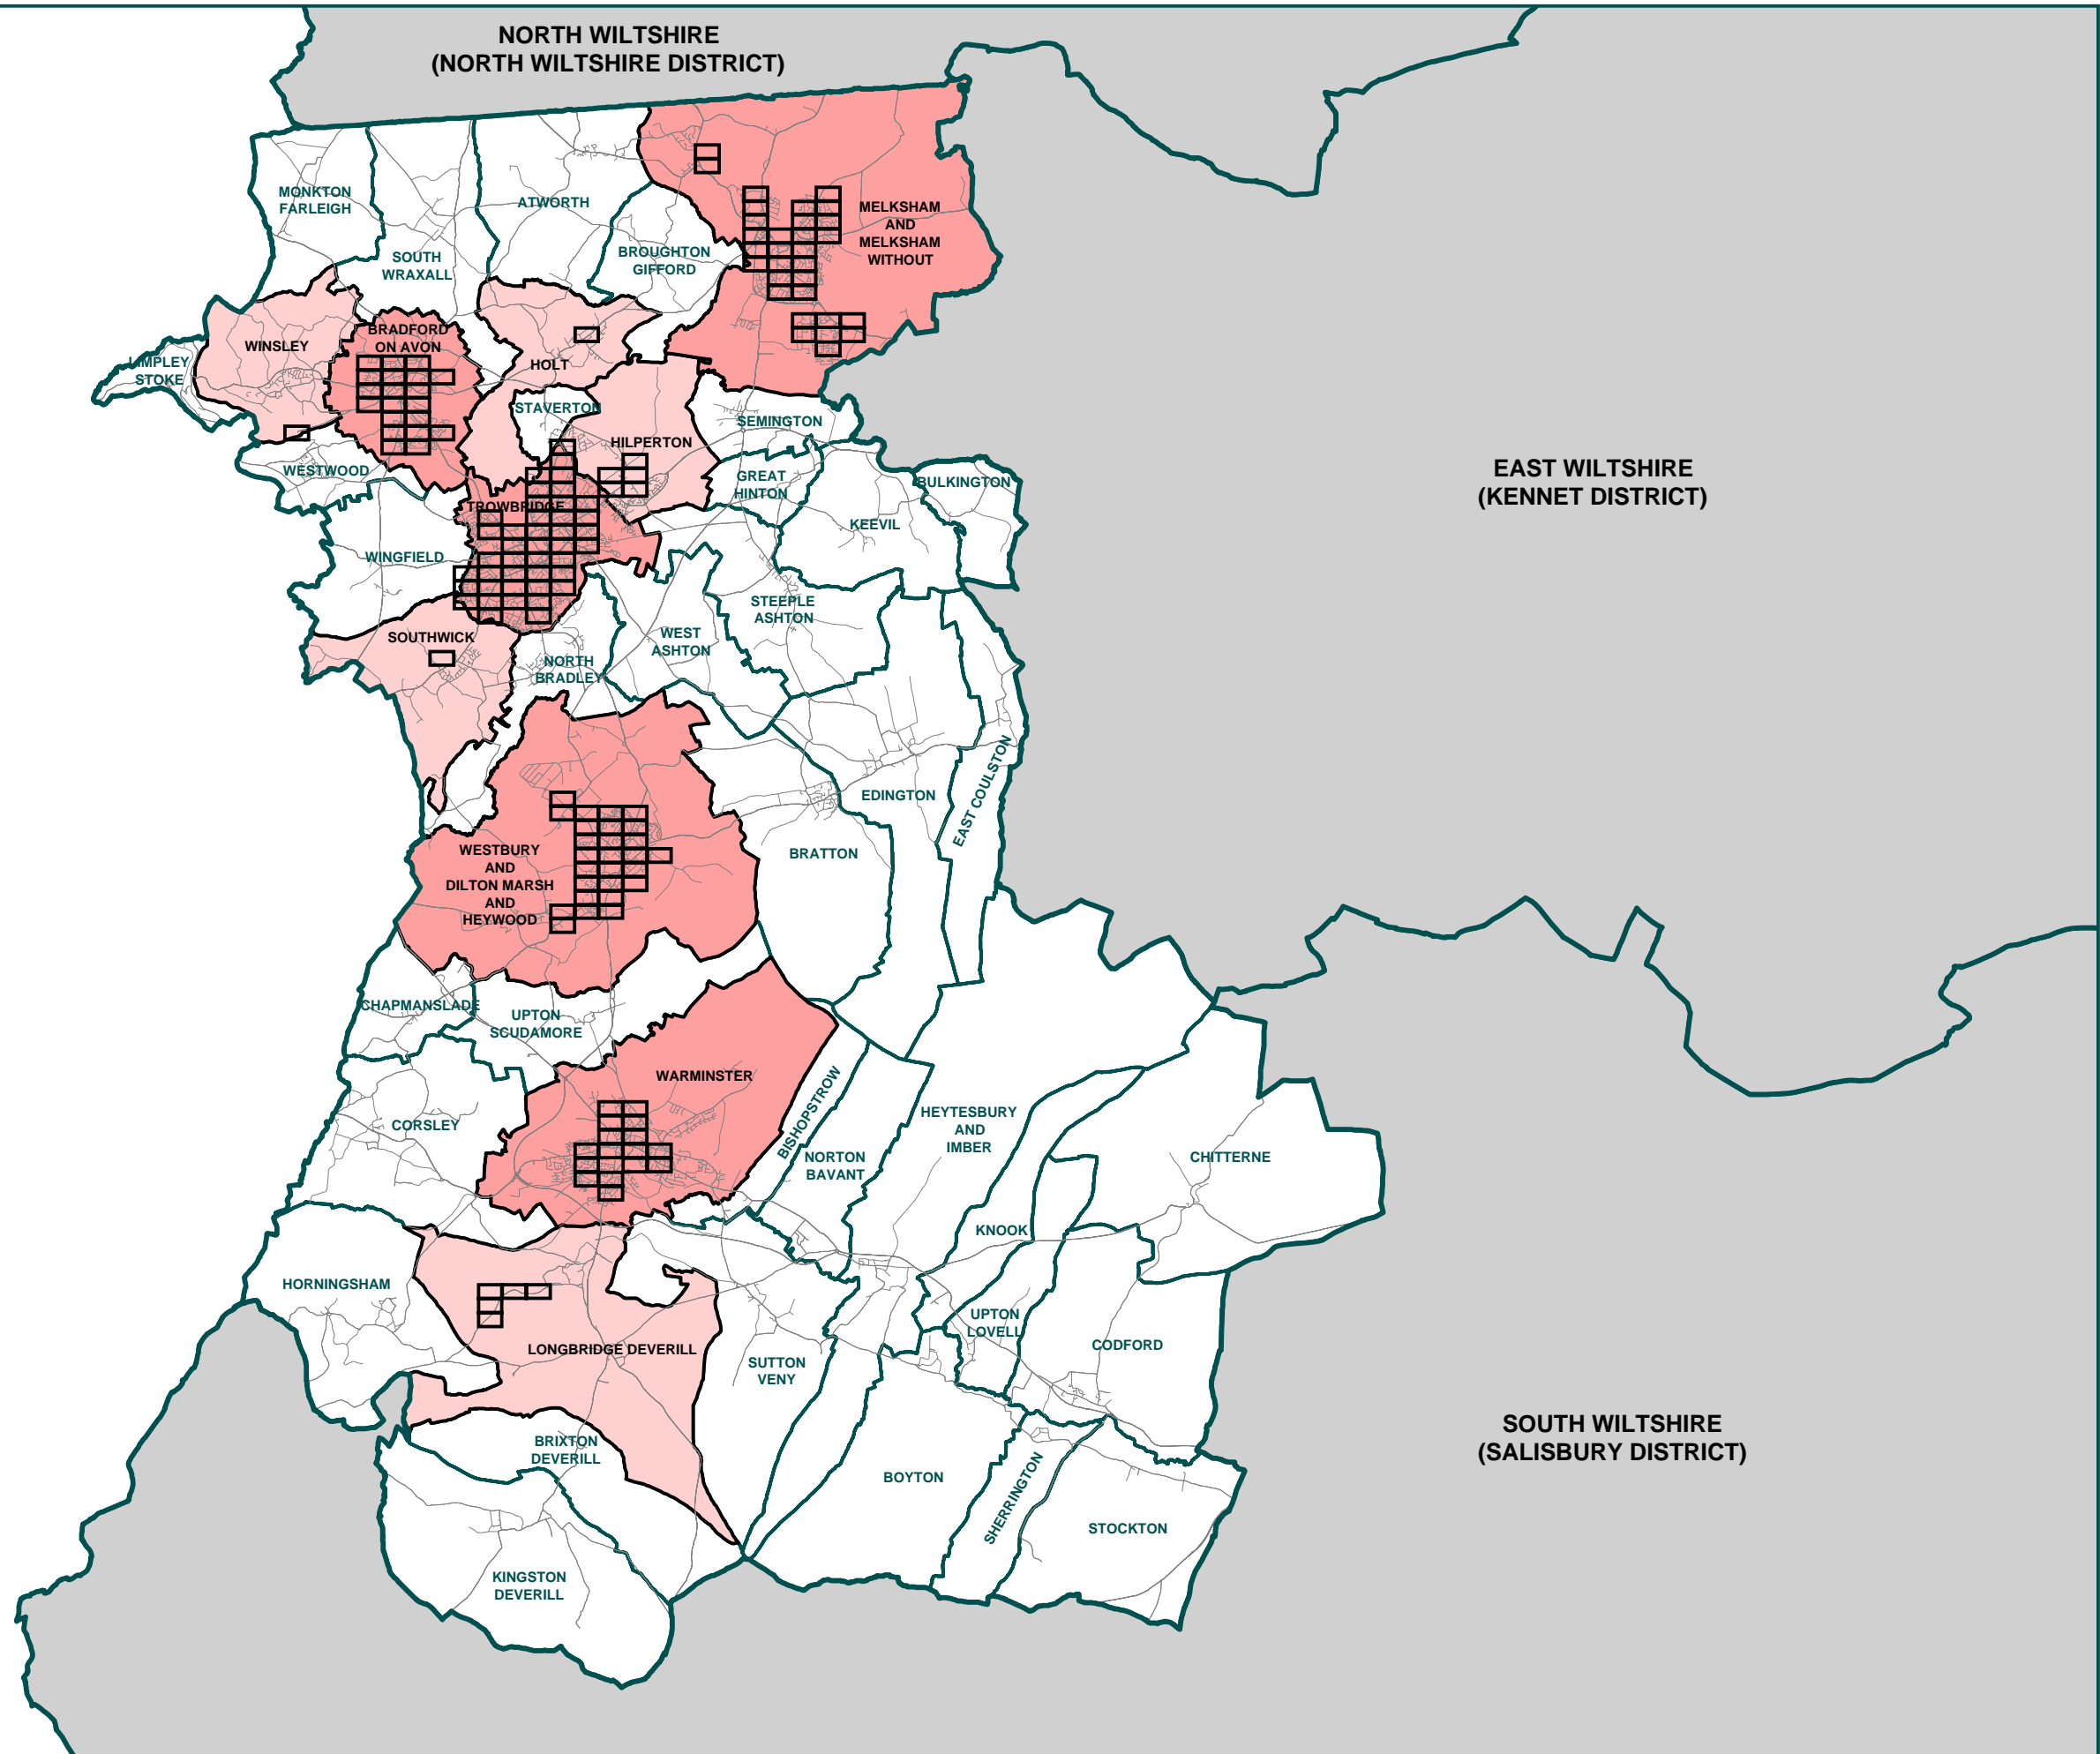 NORTH WILTSHIRE
(NORTH WILTSHIRE DISTRICT)
MONKTON
FARLEIGH
ATWORTH
MELKSHAM
AND
MELKSHAM
WITHOUT
SOUTH
WRAXALL
BROUGHTON
GIFFORD
BRADFORD
ON AVON
WINSLEY
HOLT
LIMPLEY
STOKE
STAVERTON
SEMINGTON
HILPERTON
WESTWOOD
GREAT
HINTON
BULKINGTON
EAST WILTSHIRE
(KENNET DISTRICT)
TROWBRIDGE
KEEVIL
WINGFIELD
STEEPLE
ASHTON
SOUTHWICK
WEST
ASHTON
NORTH
BRADLEY
EDINGTON
EAST COULSTON
WESTBURY
AND
DILTON MARSH
AND
HEYWOOD
BRATTON
CHAPMANSLADE
UPTON
SCUDAMORE
WARMINSTER
BISHOPSTROW
CORSLEY
HEYTESBURY
AND
IMBER
NORTON
BAVANT
CHITTERNE
KNOOK
HORNINGSHAM
UPTON
LOVELL
LONGBRIDGE DEVERILL
CODFORD
SUTTON
VENY
SOUTH WILTSHIRE
(SALISBURY DISTRICT)
BRIXTON
DEVERILL
BOYTON
SHERRINGTON
STOCKTON
KINGSTON
DEVERILL